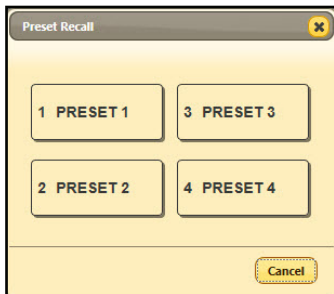 Preset Recall
1 PRESET 1
3 PRESET 3
2 PRESET 2
4 PRESET 4
Cancel